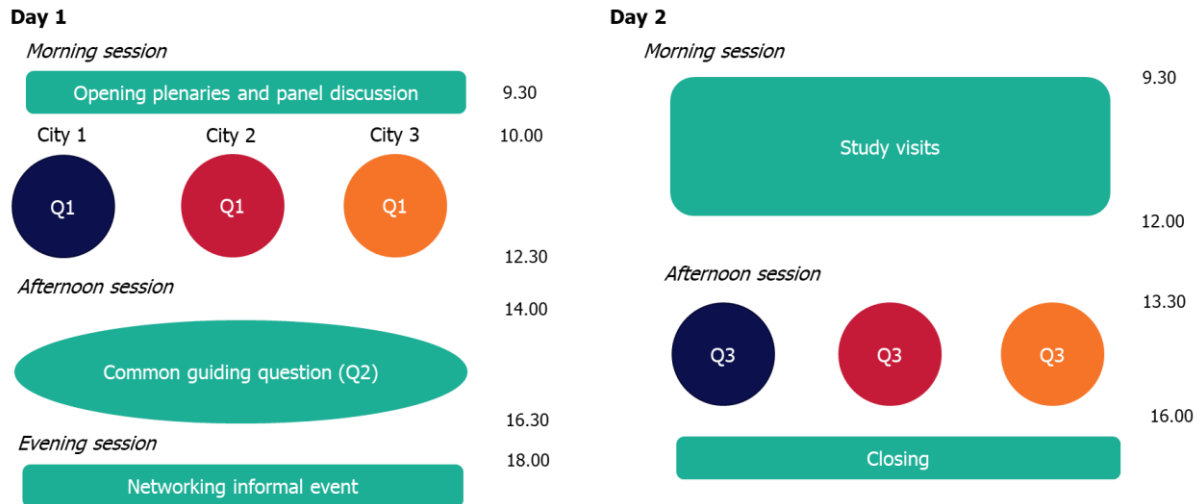 Day 1
Morning session
Opening plenaries and panel discussion
9.30
10.00
City 1
City 2
City 3
Q1
Q1
Q1
12.30
Afternoon session
14.00
Common guiding question (Q2)
16.30
Evening session
18.00
Networking informal event
Day 2
Morning session
9.30
Study visits
12.00
Afternoon session
13.30
Q3
Q3
Q3
16.00
Closing